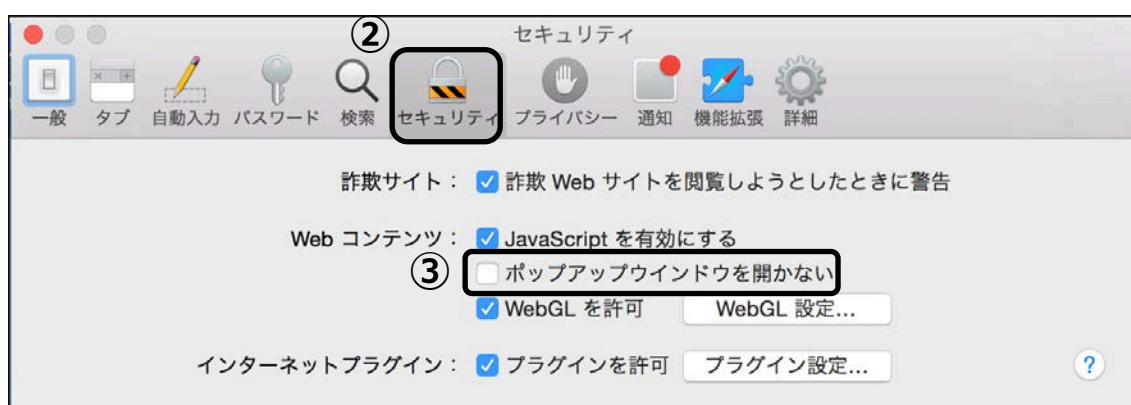 ②
セキュリティ
一般 タブ 自動入力 パスワード 検索 セキュリティ プライバシー 通知 機能拡張 詳細
詐欺サイト： 詐欺 Web サイトを閲覧しようとしたときに警告
Web コンテンツ： JavaScript を有効にする
③ ポップアップウインドウを開かない
WebGL を許可 WebGL 設定...
インターネットプラグイン： プラグインを許可 プラグイン設定... ?